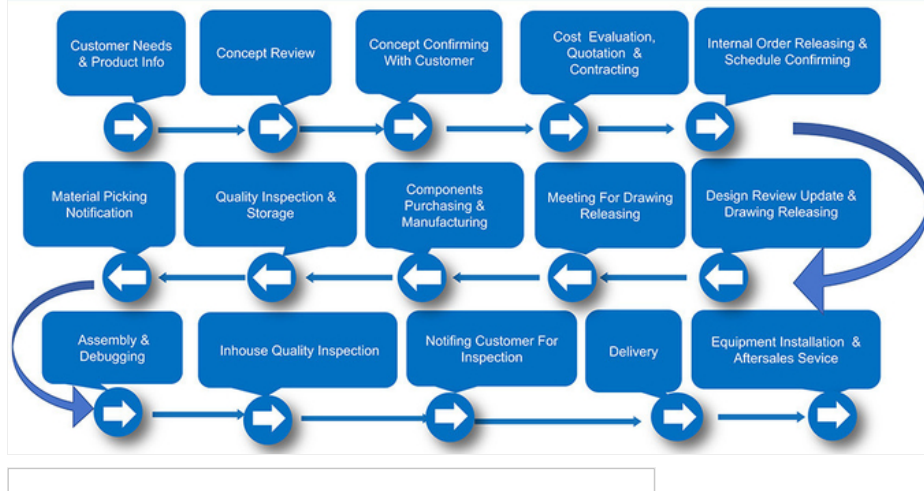 Customer Needs
& Product Info
Concept Review
Concept Confirming
With Customer
Cost Evaluation,
Quotation &
Contracting
Internal Order Releasing &
Schedule Confirming
Design Review Update &
Drawing Releasing
Meeting For Drawing
Releasing
Components
Purchasing &
Manufacturing
Quality Inspection &
Storage
Material Picking
Notification
Assembly &
Debugging
Inhouse Quality Inspection
Notifing Customer For
Inspection
Delivery
Equipment Installation &
Aftersales Sevice